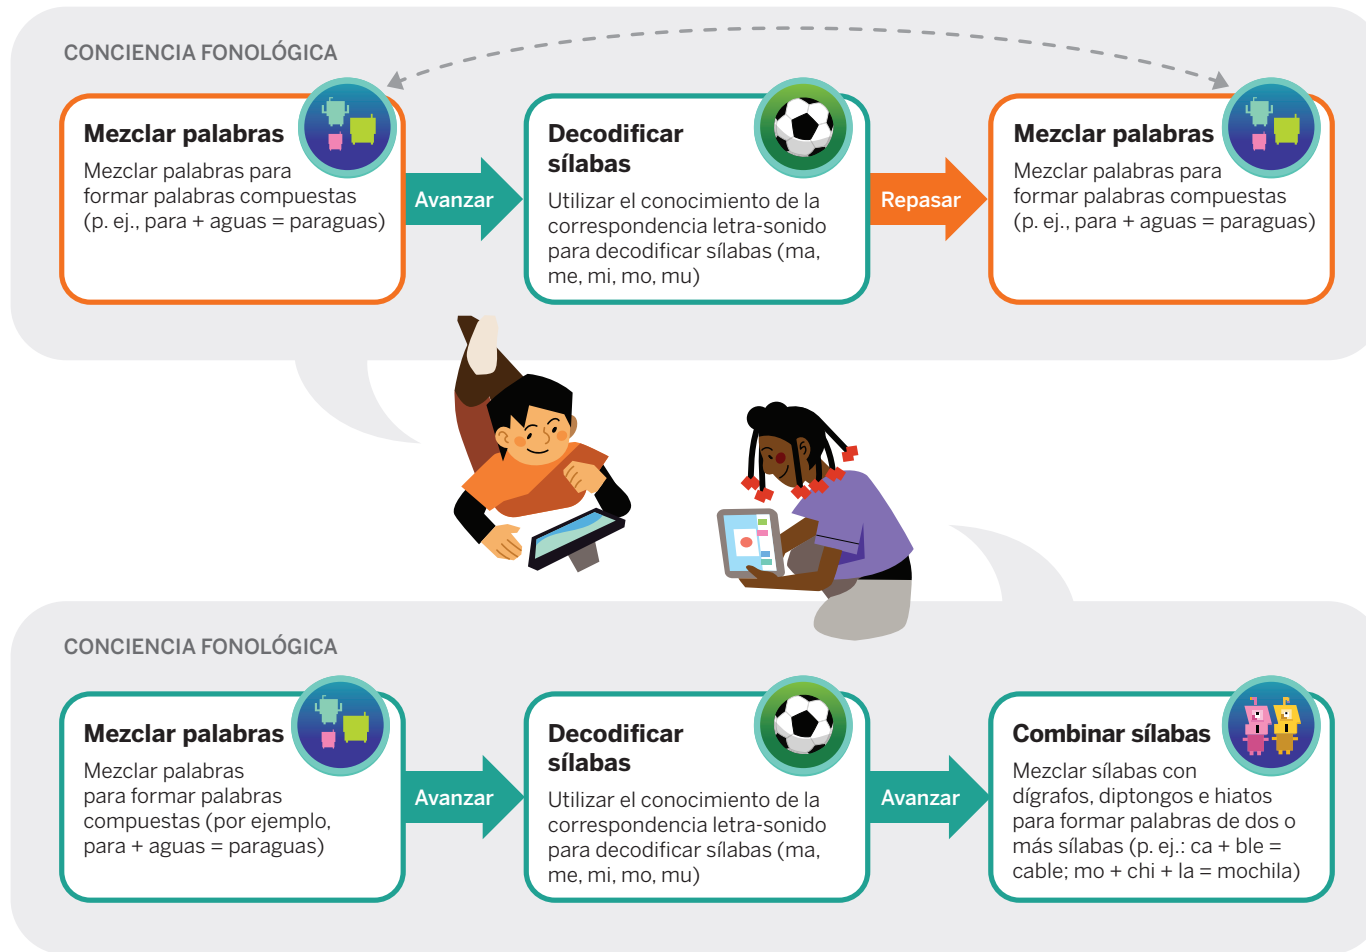 CONCIENCIA FONOLÓGICA
Mezclar palabras
Mezclar palabras para
formar palabras compuestas
(p. ej., para + aguas = paraguas)
Avanzar
Decodificar
sílabas
Utilizar el conocimiento de la
correspondencia letra-sonido
para decodificar sílabas (ma,
me, mi, mo, mu)
Repasar
Mezclar palabras
Mezclar palabras para
formar palabras compuestas
(p. ej., para + aguas = paraguas)
CONCIENCIA FONOLÓGICA
Mezclar palabras
Mezclar palabras
para formar palabras
compuestas (por ejemplo,
para + aguas = paraguas)
Avanzar
Decodificar
sílabas
Utilizar el conocimiento de la
correspondencia letra-sonido
para decodificar sílabas (ma,
me, mi, mo, mu)
Avanzar
Combinar sílabas
Mezclar sílabas con
dígrafos, diptongos e hiatos
para formar palabras de dos o
más sílabas (p. ej.: ca + ble =
cable; mo + chi + la = mochila)